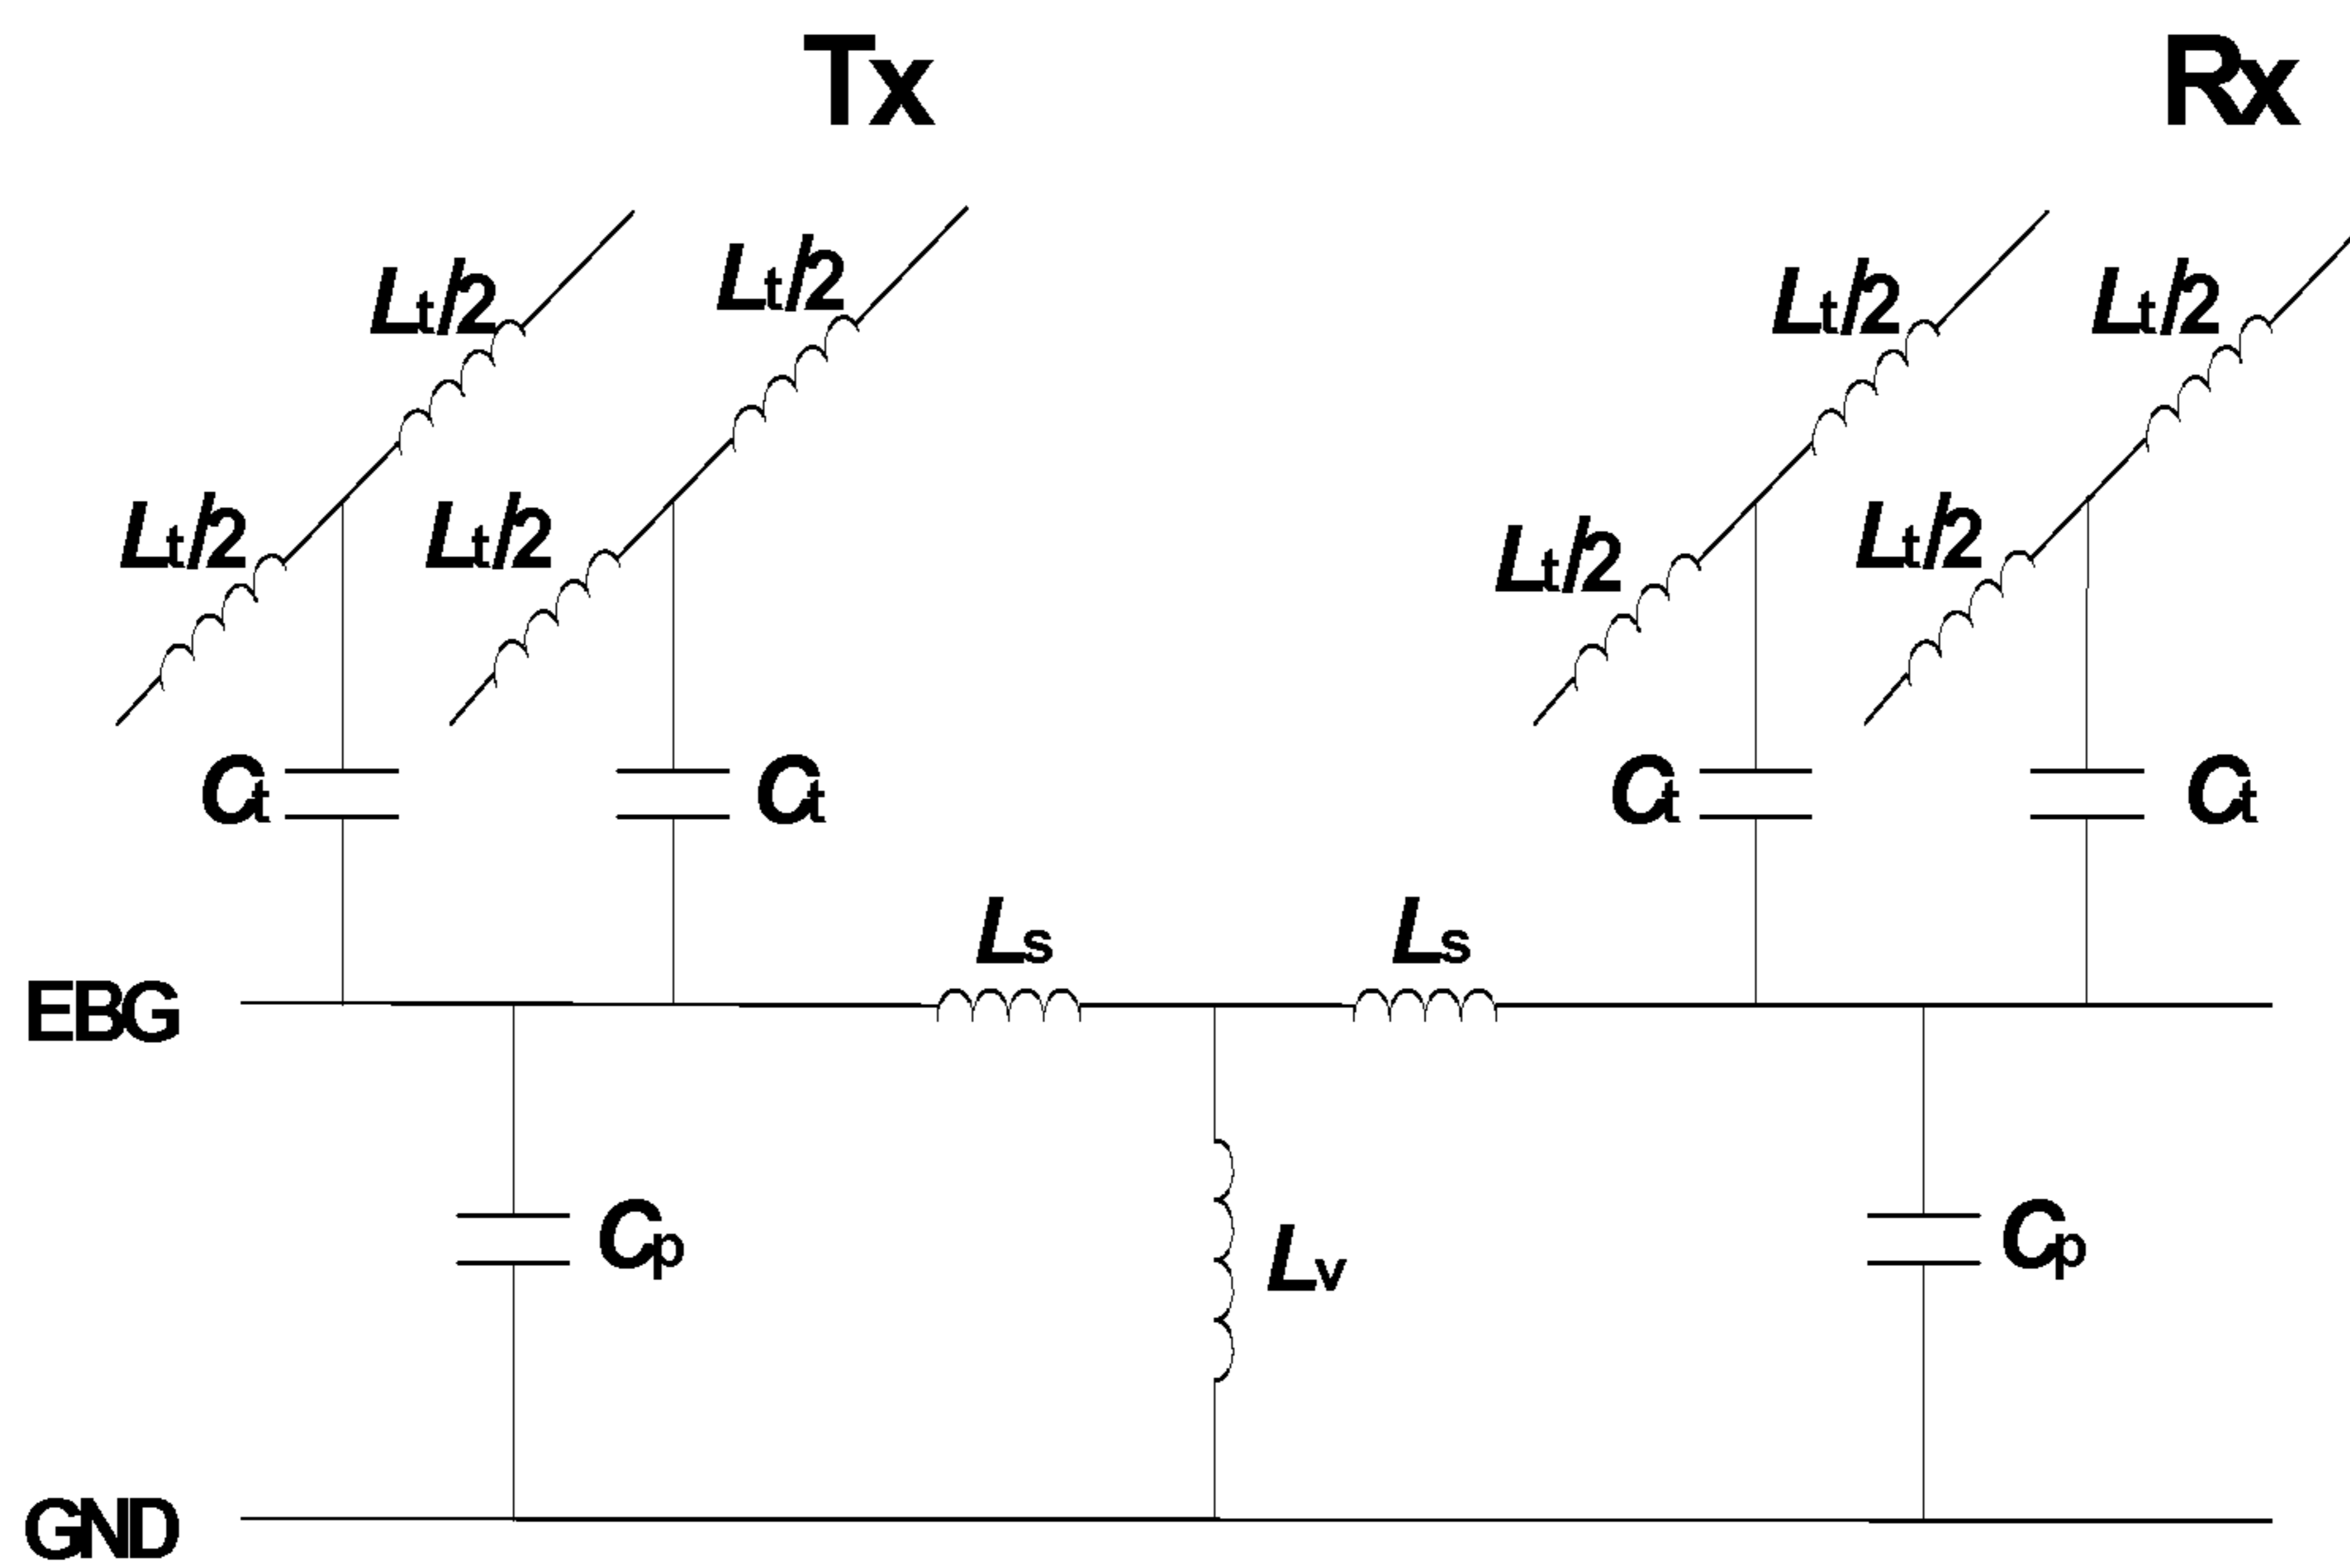 Tx Rx
Lt/2 Lt/2 Lt/2 Lt/2
Lt/2 Lt/2 Lt/2 Lt/2
Ct Ct Ct Ct
Ls Ls
EBG
Cp Lv Cp
GND